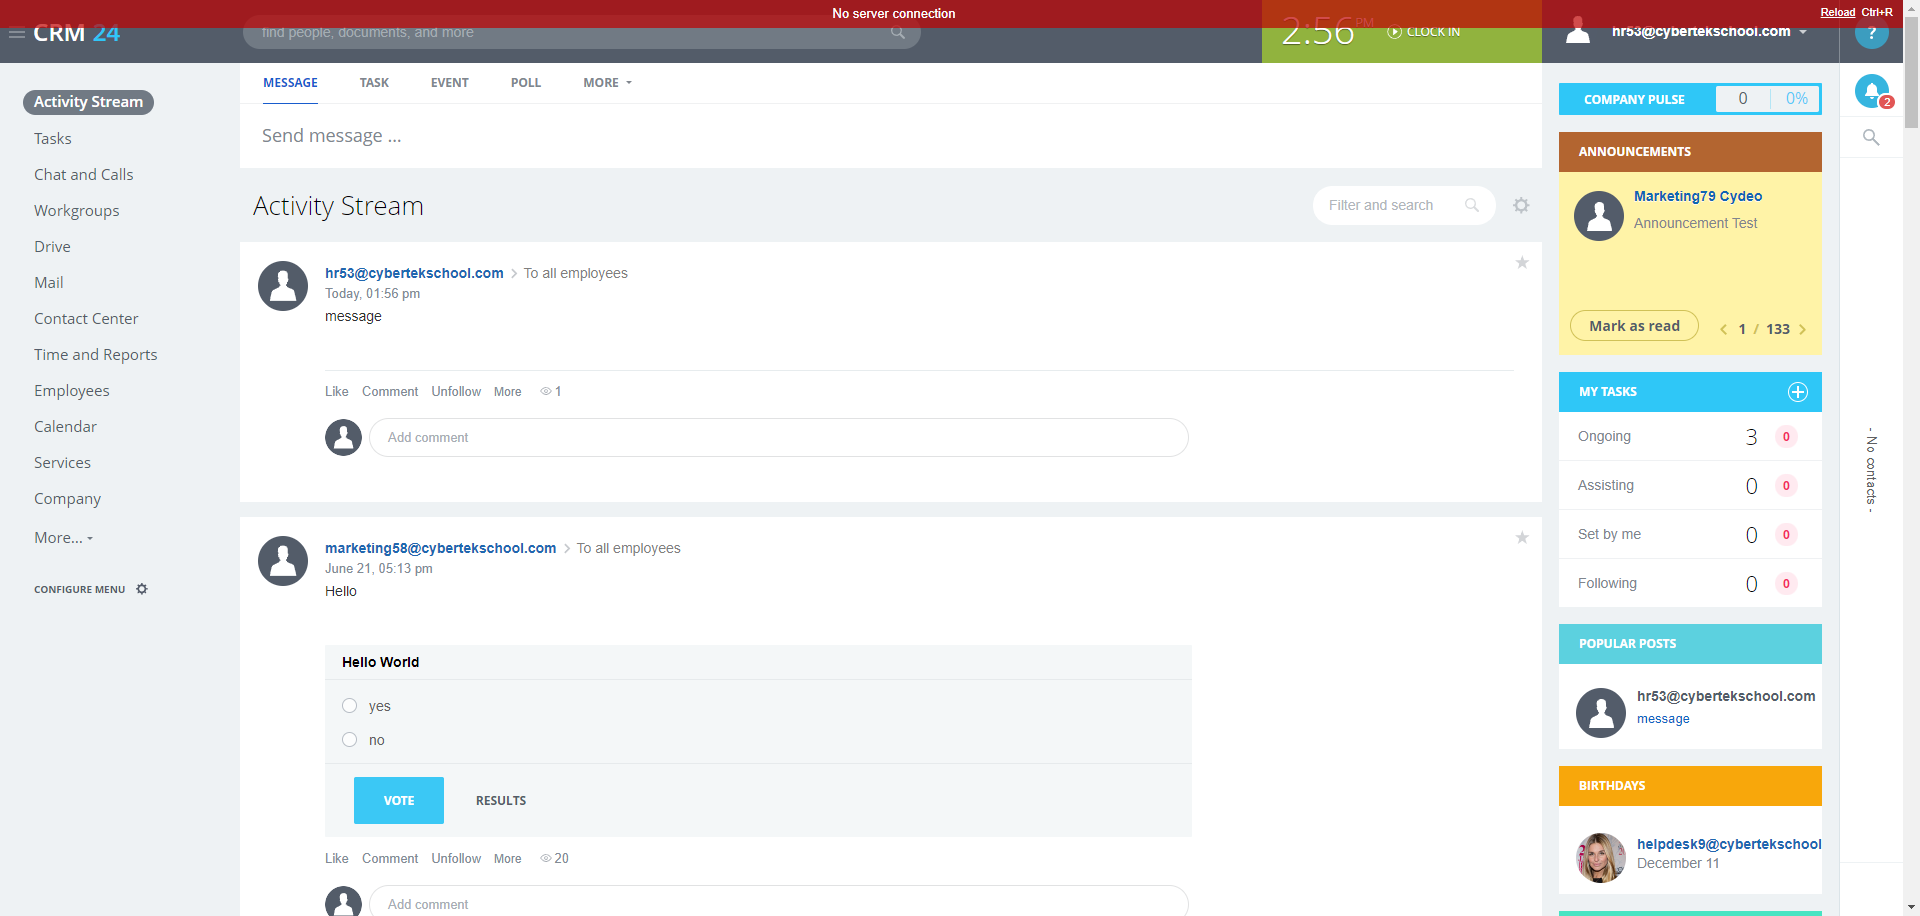 No server connection
Reload Ctrl+R
CRM 24
find people, documents, and more
2:56 PM
CLOCK IN
hr53@cybertekschool.com
?
Activity Stream
Tasks
Chat and Calls
Workgroups
Drive
Mail
Contact Center
Time and Reports
Employees
Calendar
Services
Company
More...
CONFIGURE MENU
MESSAGE TASK EVENT POLL MORE
Send message ...
Activity Stream
Filter and search
hr53@cybertekschool.com To all employees
Today, 01:56 pm
message
Like Comment Unfollow More 1
Add comment
marketing58@cybertekschool.com To all employees
June 21, 05:13 pm
Hello
Hello World
yes
no
VOTE RESULTS
Like Comment Unfollow More 20
Add comment
COMPANY PULSE 0 0%
ANNOUNCEMENTS
Marketing79 Cydeo
Announcement Test
Mark as read 1 / 133
MY TASKS
Ongoing 3 0
Assisting 0 0
Set by me 0 0
Following 0 0
POPULAR POSTS
hr53@cybertekschool.com
message
BIRTHDAYS
helpdesk9@cybertekschool
December 11
2
- No contacts -